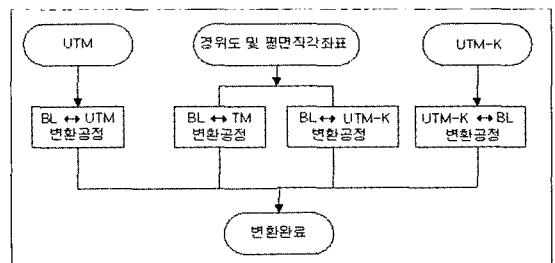 UTM
경위도 및 평면직각좌표
UTM-K
BL ↔ UTM
변환공정
BL ↔ TM
변환공정
BL ↔ UTM-K
변환공정
UTM-K ↔ BL
변환공정
변환완료